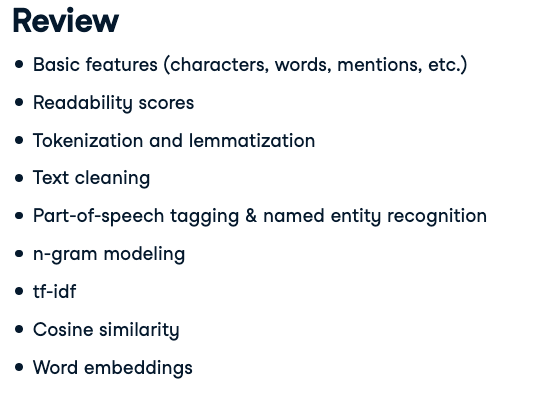 Review
• Basic features (characters, words, mentions, etc.)
• Readability scores
• Tokenization and lemmatization
• Text cleaning
• Part-of-speech tagging & named entity recognition
• n-gram modeling
• tf-idf
• Cosine similarity
• Word embeddings